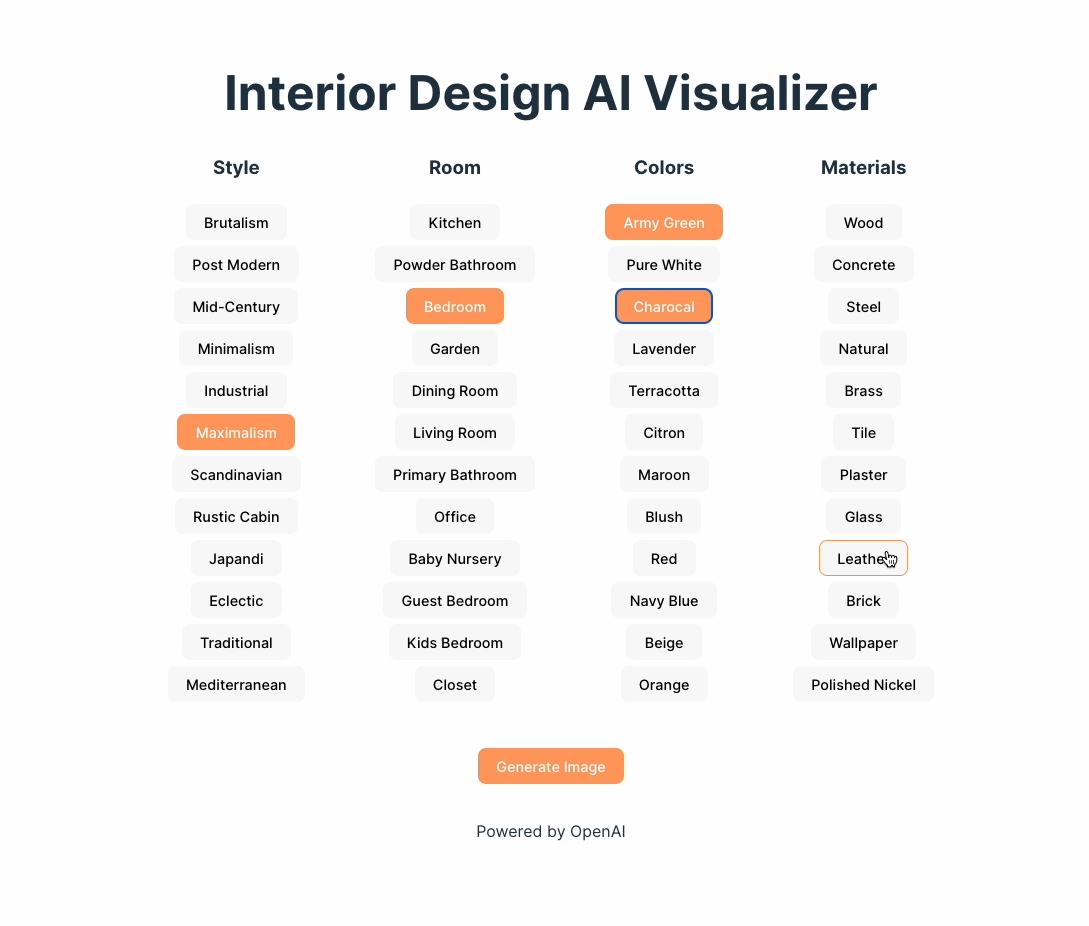 Interior Design AI Visualizer
Style Room Colors Materials
Brutalism Kitchen Army Green Wood
Post Modern Powder Bathroom Pure White Concrete
Mid-Century Bedroom Charocal Steel
Minimalism Garden Lavender Natural
Industrial Dining Room Terracotta Brass
Maximalism Living Room Citron Tile
Scandinavian Primary Bathroom Maroon Plaster
Rustic Cabin Office Blush Glass
Japandi Baby Nursery Red Leather
Eclectic Guest Bedroom Navy Blue Brick
Traditional Kids Bedroom Beige Wallpaper
Mediterranean Closet Orange Polished Nickel
Generate Image
Powered by OpenAI